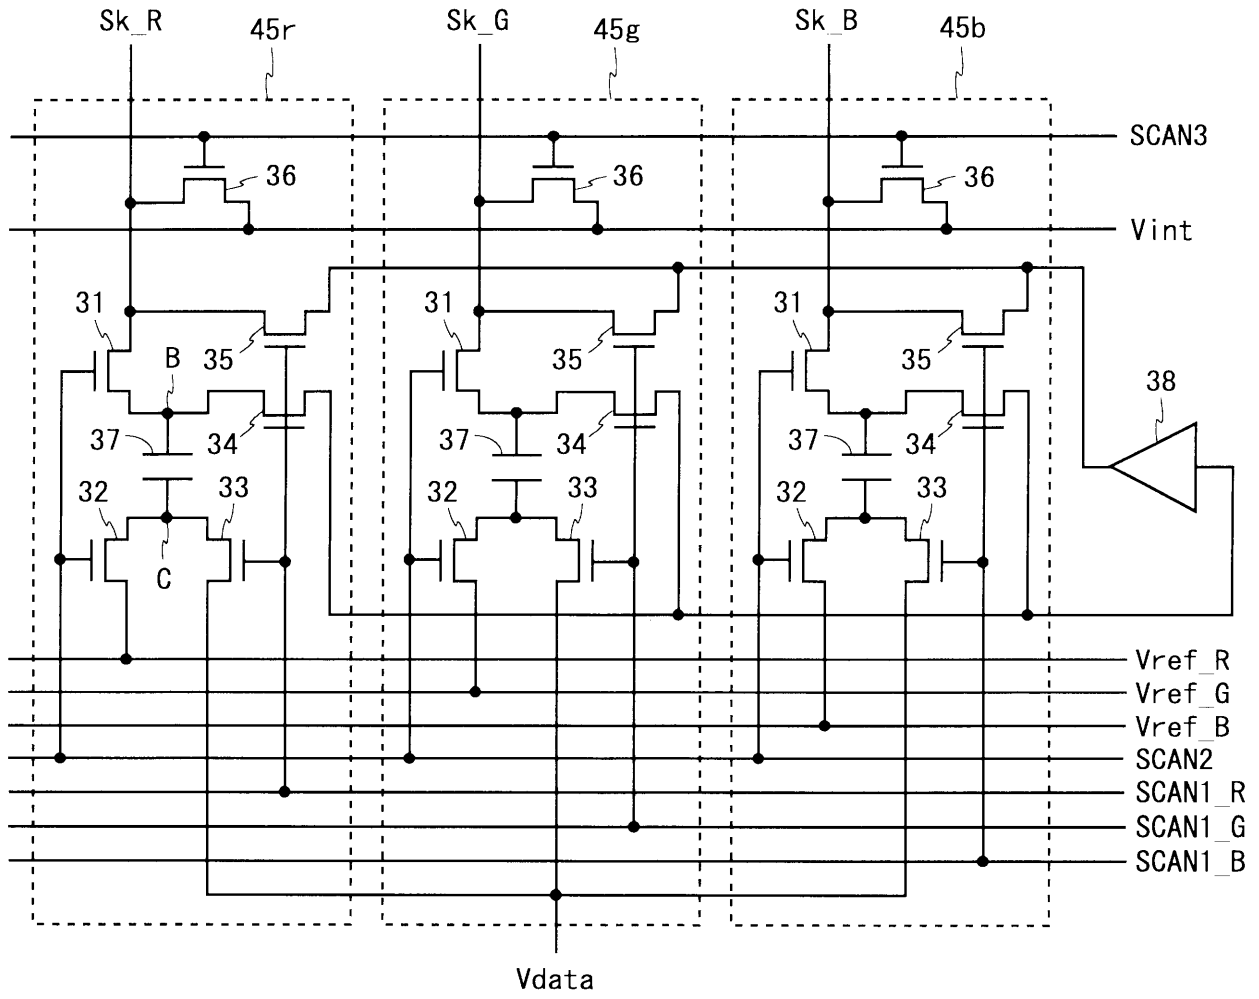 Sk_R
45r
Sk_G
45g
Sk_B
45b
SCAN3
36
36
36
Vint
31
31
31
35
35
35
B
38
37
34
37
34
37
34
32
33
32
33
32
33
C
Vref_R
Vref_G
Vref_B
SCAN2
SCAN1_R
SCAN1_G
SCAN1_B
Vdata